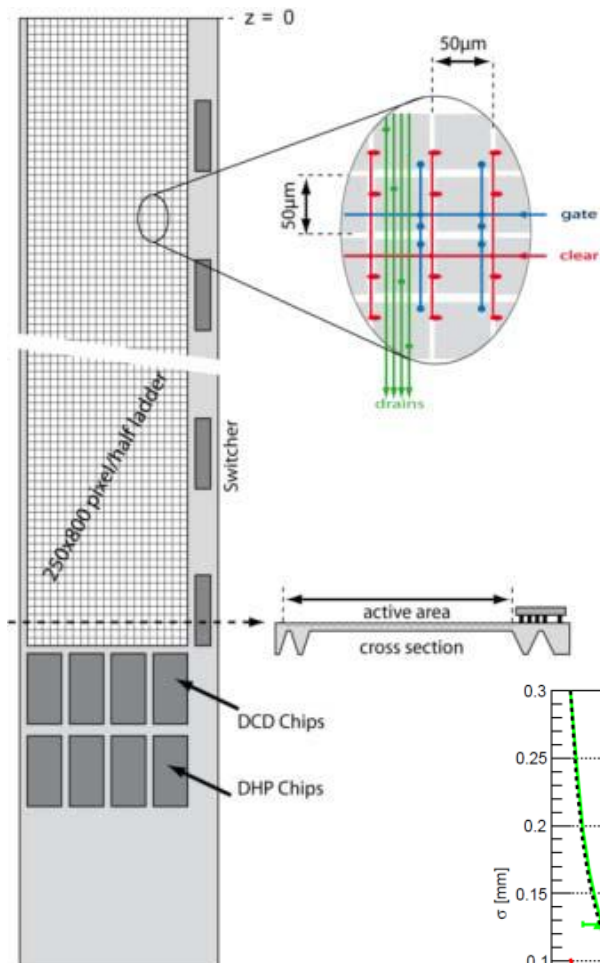 z = 0
50µm
50µm
gate
clear
drains
250x800 pixel/half ladder
Switcher
active area
cross section
DCD Chips
DHP Chips
0.3
0.25
0.2
0.15
0.1
σ [mm]